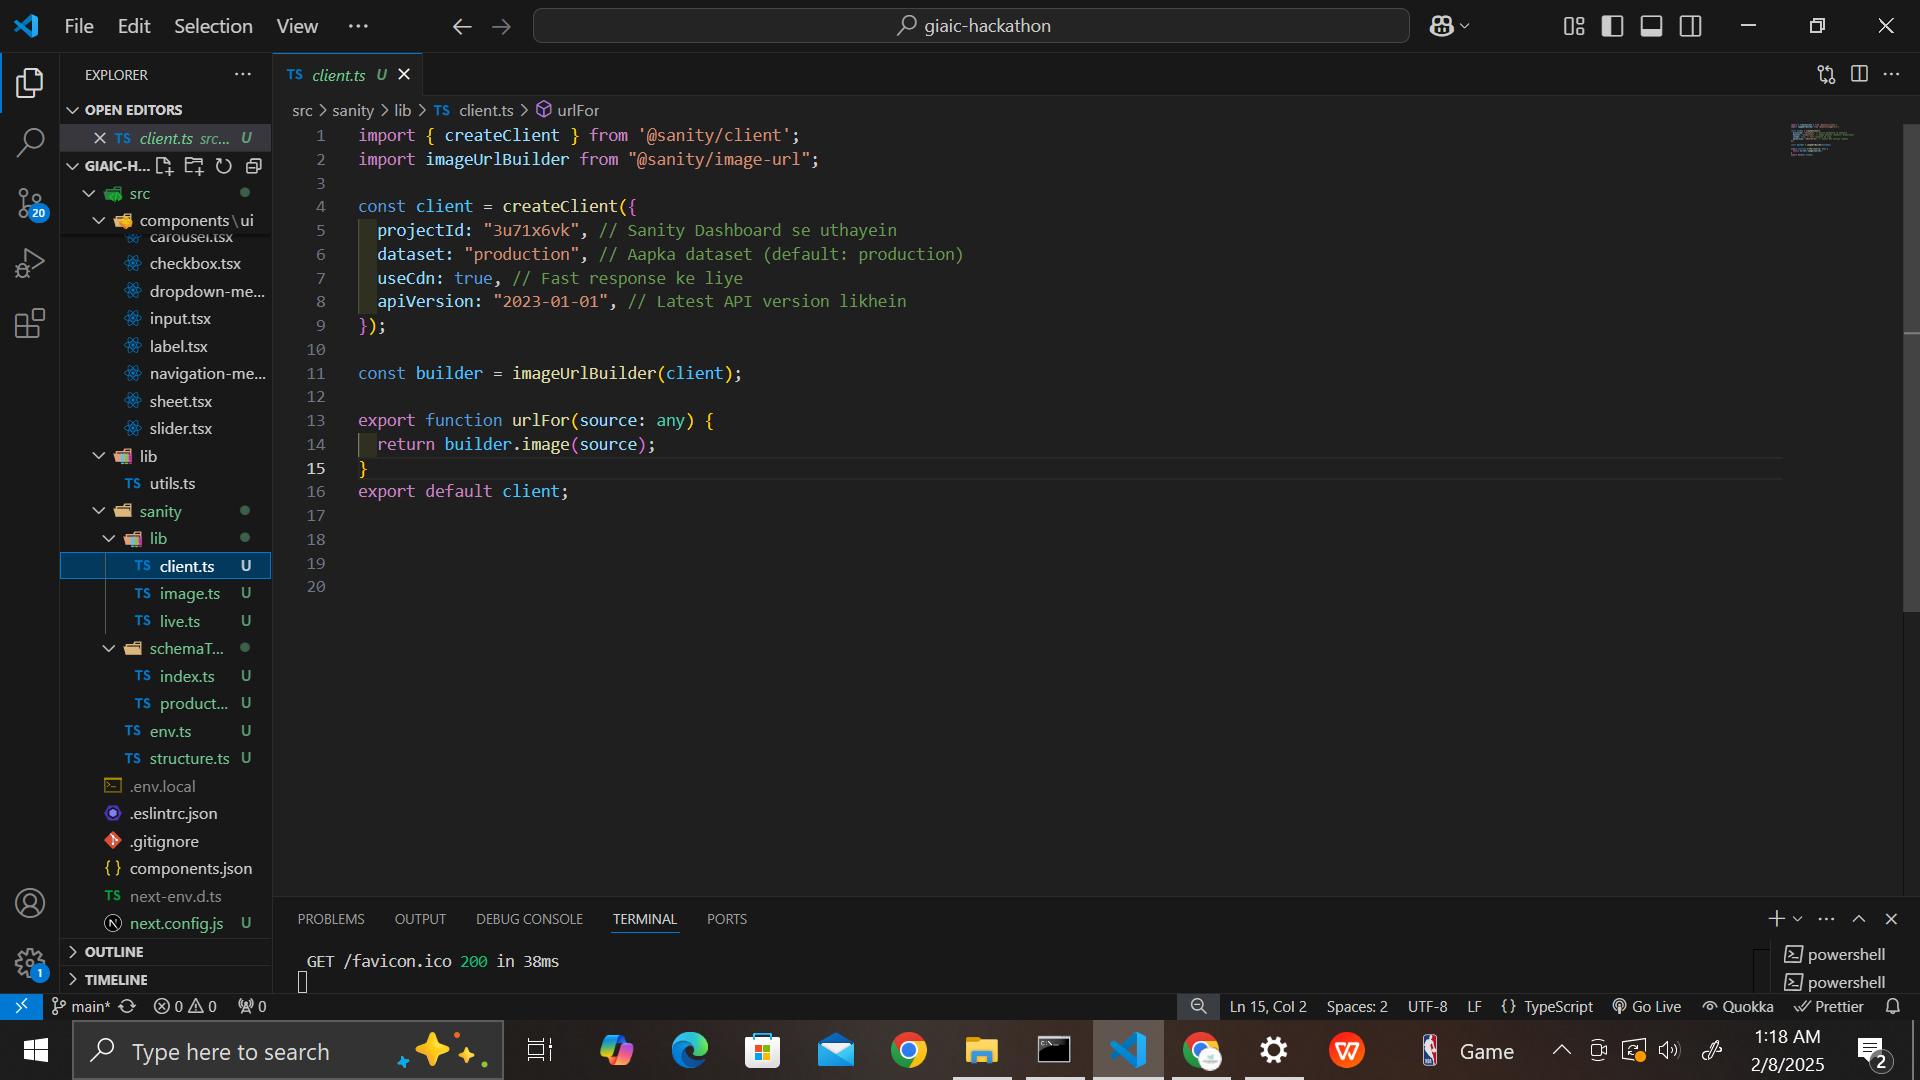 File Edit Selection View ··· giaic-hackathon
EXPLORER ···
OPEN EDITORS
TS client.ts src... U
GIAIC-H...
src
components\ui
carousel.tsx
checkbox.tsx
dropdown-me...
input.tsx
label.tsx
navigation-me...
sheet.tsx
slider.tsx
lib
TS utils.ts
sanity
lib
TS client.ts U
TS image.ts U
TS live.ts U
schemaT...
TS index.ts U
TS product... U
TS env.ts U
TS structure.ts U
.env.local
.eslintrc.json
.gitignore
{ } components.json
TS next-env.d.ts
N next.config.js U
OUTLINE
TIMELINE
20
1
TS client.ts U
src > sanity > lib > TS client.ts > urlFor
1 import { createClient } from '@sanity/client';
2 import imageUrlBuilder from "@sanity/image-url";
3
4 const client = createClient({
5 projectId: "3u71x6vk", // Sanity Dashboard se uthayein
6 dataset: "production", // Aapka dataset (default: production)
7 useCdn: true, // Fast response ke liye
8 apiVersion: "2023-01-01", // Latest API version likhein
9 });
10
11 const builder = imageUrlBuilder(client);
12
13 export function urlFor(source: any) {
14 return builder.image(source);
15 }
16 export default client;
17
18
19
20
PROBLEMS OUTPUT DEBUG CONSOLE TERMINAL PORTS
GET /favicon.ico 200 in 38ms
powershell
powershell
main* 0 0 0 Ln 15, Col 2 Spaces: 2 UTF-8 LF { } TypeScript Go Live Quokka Prettier
Type here to search
Game
1:18 AM
2/8/2025
2